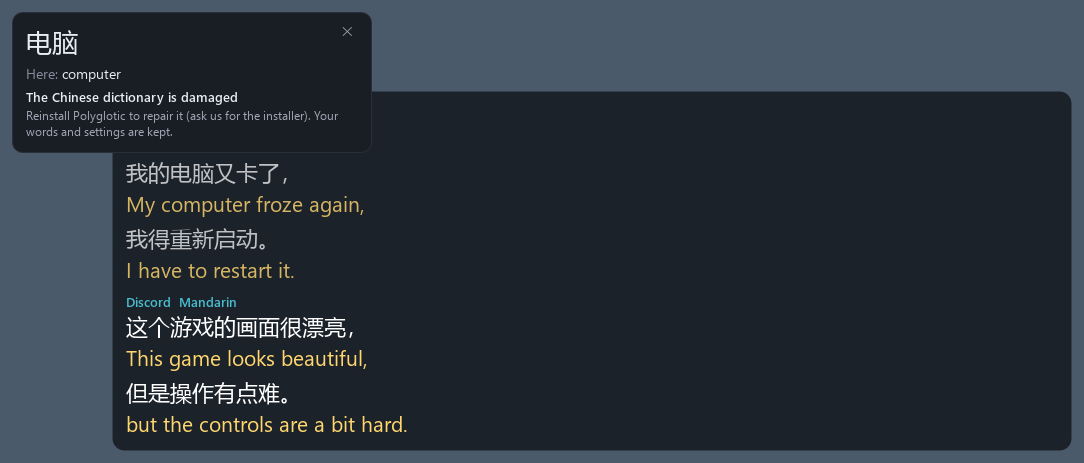 电脑
Here: computer
The Chinese dictionary is damaged
Reinstall Polyglotic to repair it (ask us for the installer). Your
words and settings are kept.
我的电脑又卡了，
My computer froze again,
我得重新启动。
I have to restart it.
Discord Mandarin
这个游戏的画面很漂亮，
This game looks beautiful,
但是操作有点难。
but the controls are a bit hard.